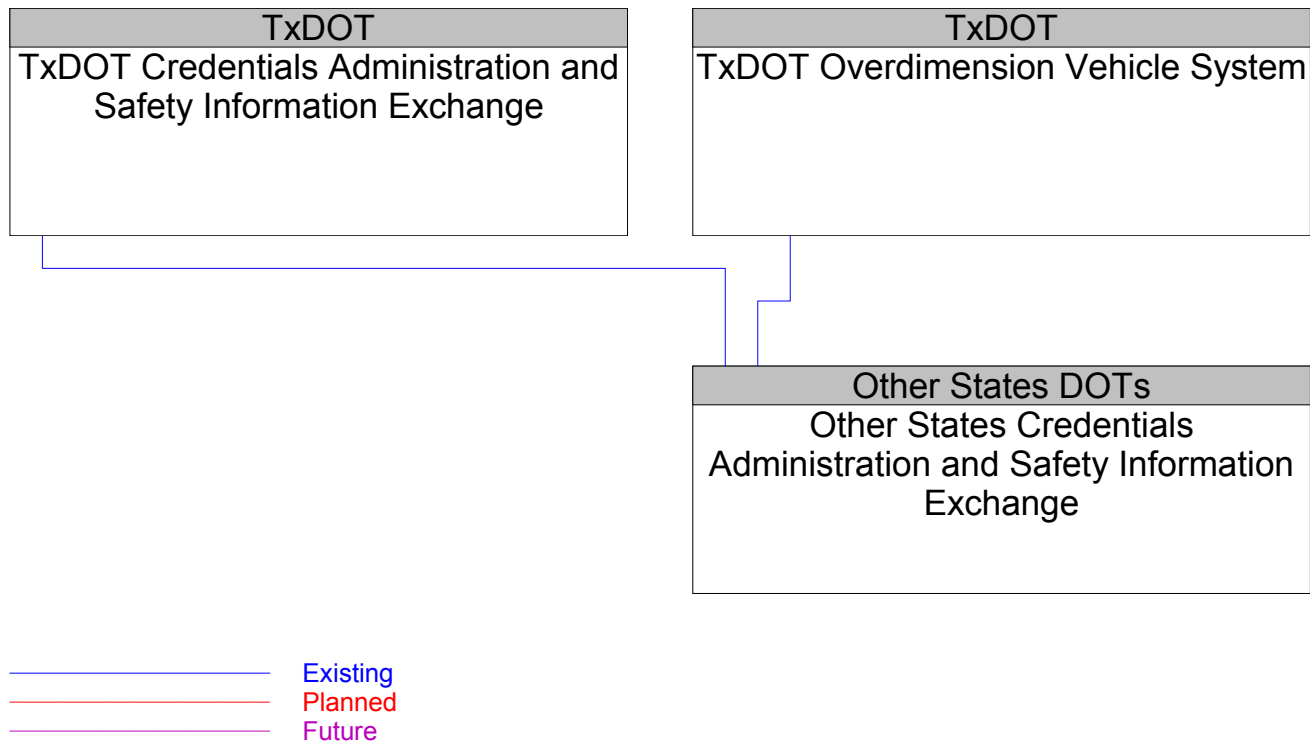 TxDOT
TxDOT Credentials Administration and
Safety Information Exchange
TxDOT
TxDOT Overdimension Vehicle System
Other States DOTs
Other States Credentials
Administration and Safety Information
Exchange
Existing
Planned
Future